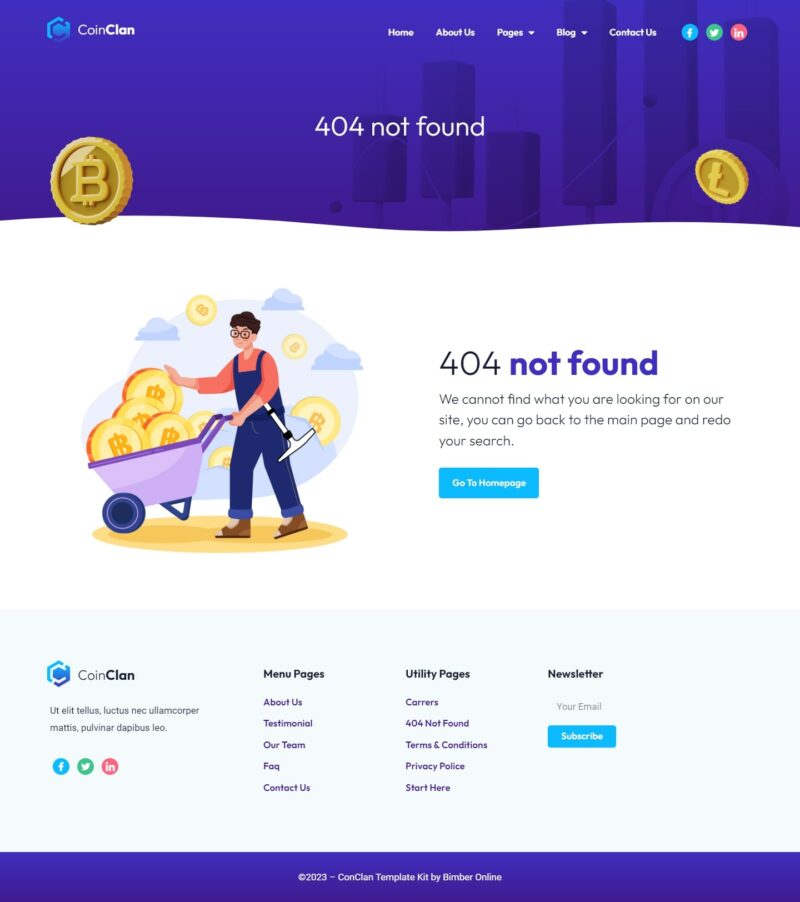 CoinClan
Home About Us Pages Blog Contact Us
404 not found
404 not found
We cannot find what you are looking for on our
site, you can go back to the main page and redo
your search.
Go To Homepage
CoinClan
Ut elit tellus, luctus nec ullamcorper
mattis, pulvinar dapibus leo.
Menu Pages
About Us
Testimonial
Our Team
Faq
Contact Us
Utility Pages
Carrers
404 Not Found
Terms & Conditions
Privacy Police
Start Here
Newsletter
Your Email
Subscribe
©2023 – ConClan Template Kit by Bimber Online